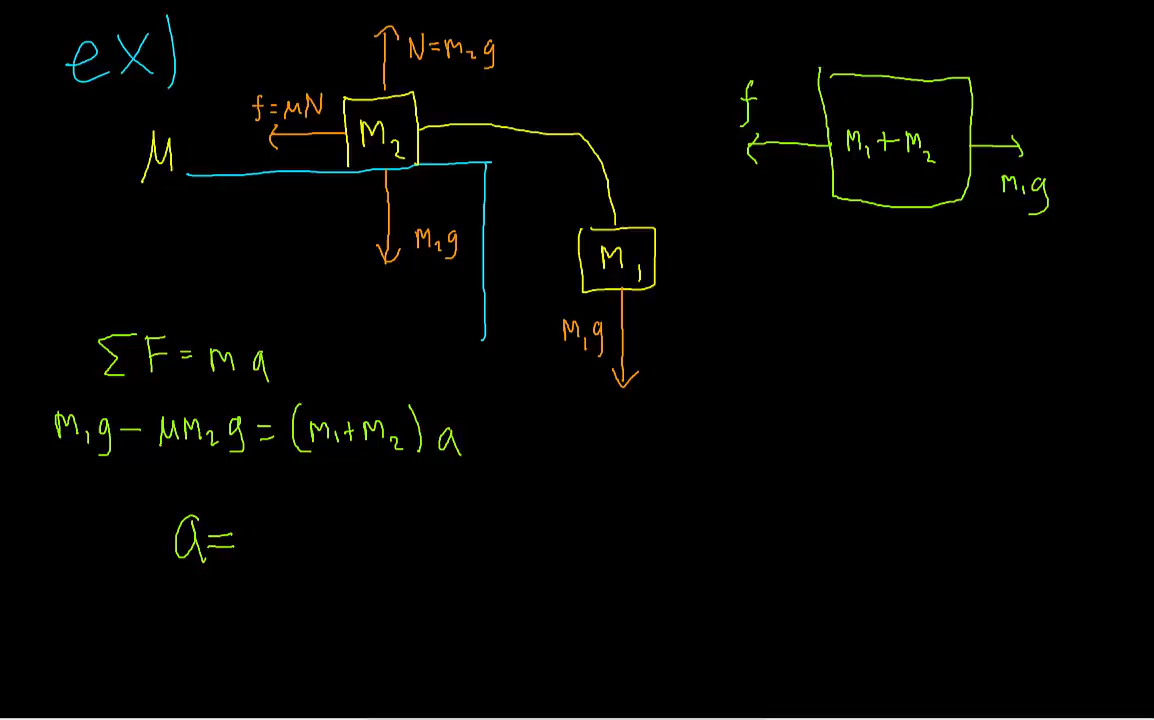 ex)
N=m₂g
f=μN
M₂
μ
m₂g
M₁
m₁g
f
M₁+M₂
m₁g
ΣF=ma
m₁g-μm₂g=(m₁+m₂)a
a=